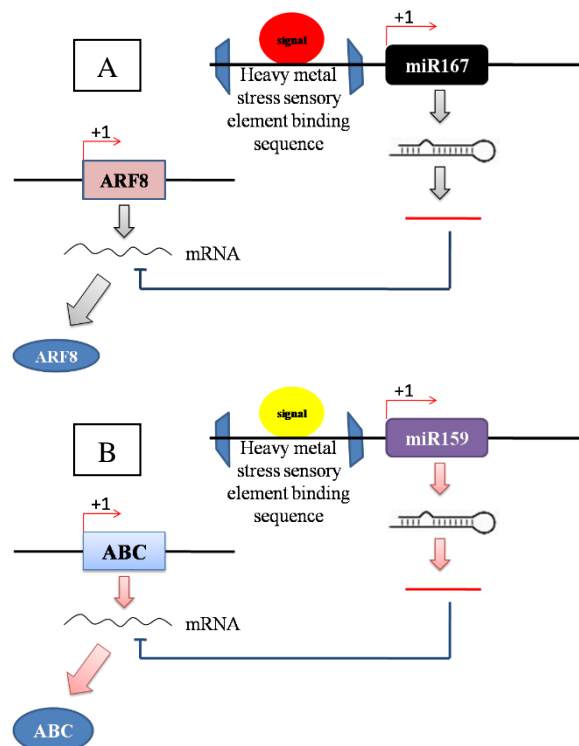 A
signal
+1
miR167
Heavy metal
stress sensory
element binding
sequence
+1
ARF8
mRNA
ARF8
B
signal
+1
miR159
Heavy metal
stress sensory
element binding
sequence
+1
ABC
mRNA
ABC